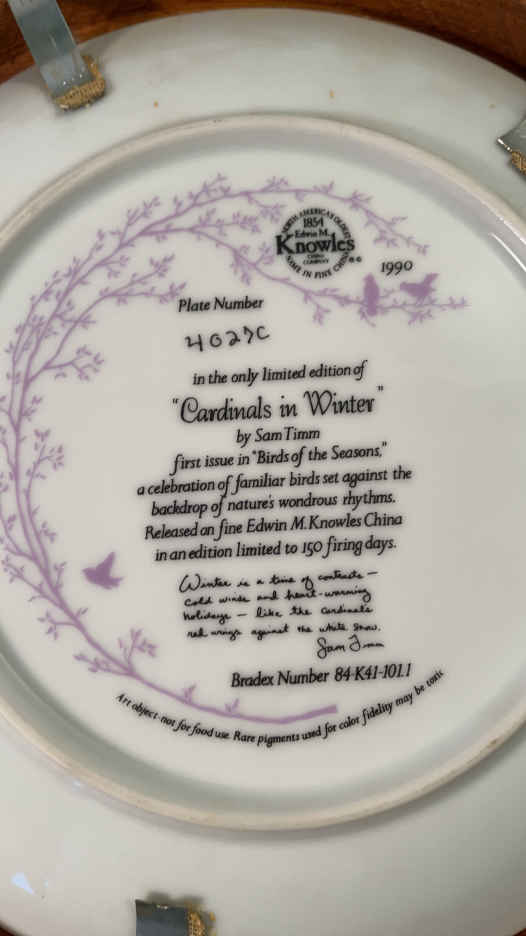 NORTH AMERICA'S OLDEST
1854
Edwin M.
Knowles
CHINA
COMPANY
NAME IN FINE CHINA
1990
Plate Number
4027C
in the only limited edition of
"Cardinals in Winter"
by Sam Timm
first issue in "Birds of the Seasons,"
a celebration of familiar birds set against the
backdrop of nature's wondrous rhythms.
Released on fine Edwin M. Knowles China
in an edition limited to 150 firing days.
Winter is a time of contrasts –
cold winds and heart-warming
holidays – like the cardinal's
red wings against the white snow.
Sam Timm
Bradex Number 84-K41-101.1
Art object-not for food use. Rare pigments used for color fidelity may be toxic